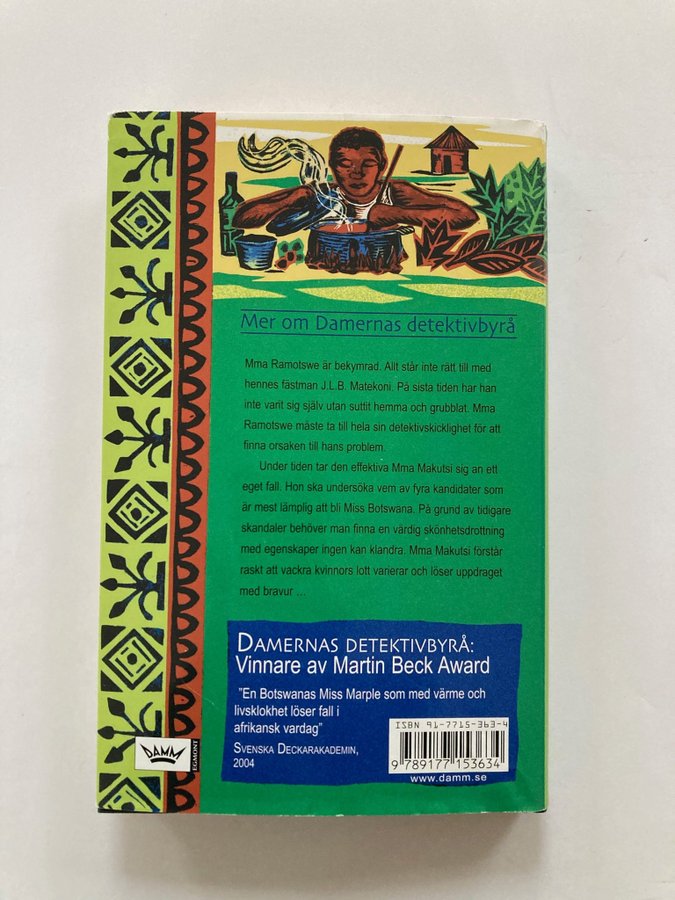 Mer om Damernas detektivbyrå
Mma Ramotswe är bekymrad. Allt står inte rätt till med
hennes fästman J.L.B. Matekoni. På sista tiden har han
inte varit sig själv utan suttit hemma och grubblat. Mma
Ramotswe måste ta till hela sin detektivskicklighet för att
finna orsaken till hans problem.
Under tiden tar den effektiva Mma Makutsi sig an ett
eget fall. Hon ska undersöka vem av fyra kandidater som
är mest lämplig att bli Miss Botswana. På grund av tidigare
skandaler behöver man finna en värdig skönhetsdrottning
med egenskaper ingen kan klandra. Mma Makutsi förstår
raskt att vackra kvinnors lott varierar och löser uppdraget
med bravur ...
DAMERNAS DETEKTIVBYRÅ:
Vinnare av Martin Beck Award
"En Botswanas Miss Marple som med värme och
livsklokhet löser fall i
afrikansk vardag"
SVENSKA DECKARAKADEMIN,
2004
ISBN 91-7715-363-4
9 789177 153634
www.damm.se
DAMM
EGMONT